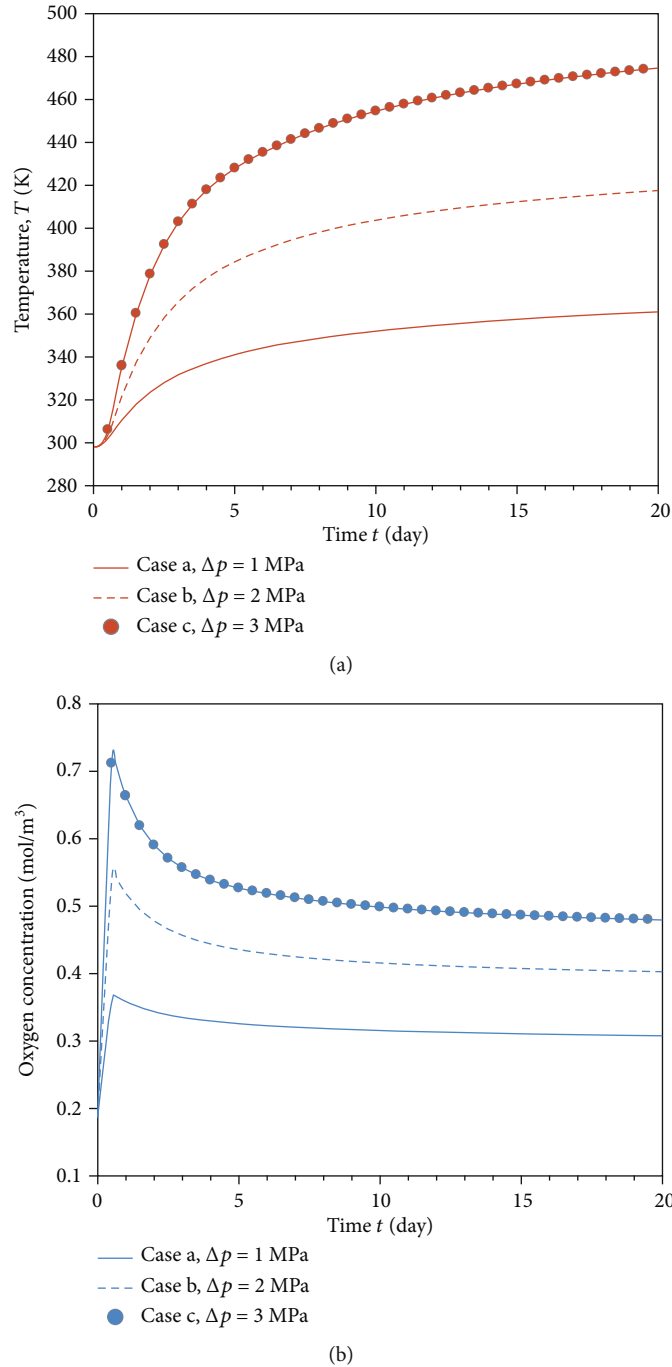 500
480
460
440
420
400
380
360
340
320
300
280
Temperature, T (K)
0 5 10 15 20
Time t (day)
Case a, Δp = 1 MPa
Case b, Δp = 2 MPa
Case c, Δp = 3 MPa
(a)
0.8
0.7
0.6
0.5
0.4
0.3
0.2
0.1
Oxygen concentration (mol/m³)
0 5 10 15 20
Time t (day)
Case a, Δp = 1 MPa
Case b, Δp = 2 MPa
Case c, Δp = 3 MPa
(b)